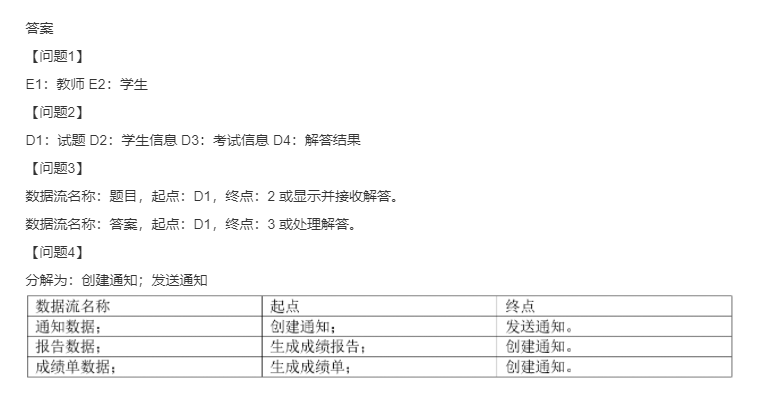 答案
【问题1】
E1：教师 E2：学生
【问题2】
D1：试题 D2：学生信息 D3：考试信息 D4：解答结果
【问题3】
数据流名称：题目，起点：D1，终点：2 或显示并接收解答。
数据流名称：答案，起点：D1，终点：3 或处理解答。
【问题4】
分解为：创建通知；发送通知
数据流名称 起点 终点
通知数据； 创建通知； 发送通知。
报告数据； 生成成绩报告； 创建通知。
成绩单数据； 生成成绩单； 创建通知。